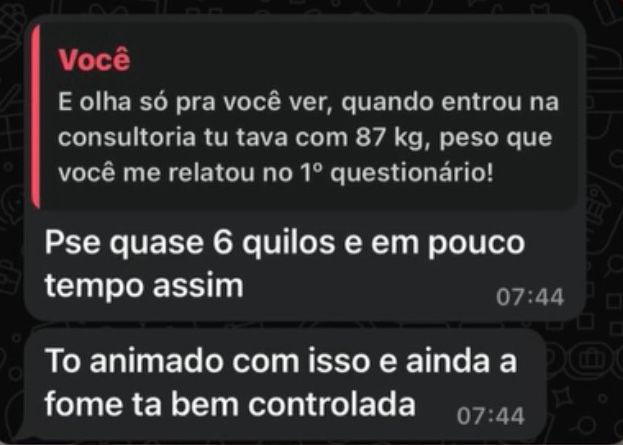 Você
E olha só pra você ver, quando entrou na
consultoria tu tava com 87 kg, peso que
você me relatou no 1º questionário!
Pse quase 6 quilos e em pouco
tempo assim
07:44
To animado com isso e ainda a
fome ta bem controlada
07:44